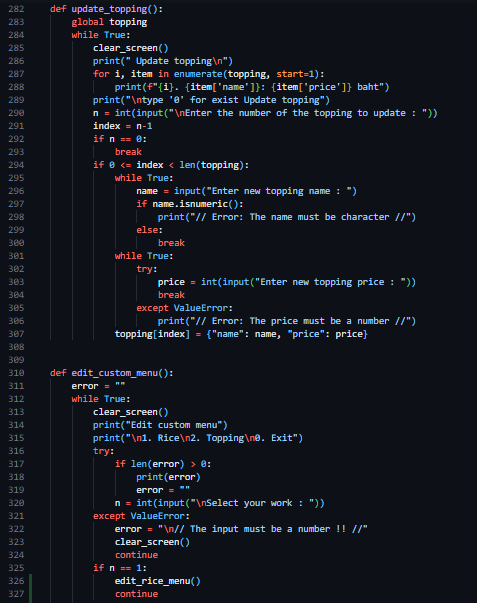 282 def update_topping():
283     global topping
284     while True:
285         clear_screen()
286         print(" Update topping\n")
287         for i, item in enumerate(topping, start=1):
288             print(f"{i}. {item['name']}: {item['price']} baht")
289         print("\ntype '0' for exist Update topping")
290         n = int(input("\nEnter the number of the topping to update : "))
291         index = n-1
292         if n == 0:
293             break
294         if 0 <= index < len(topping):
295             while True:
296                 name = input("Enter new topping name : ")
297                 if name.isnumeric():
298                     print("// Error: The name must be character //")
299                 else:
300                     break
301             while True:
302                 try:
303                     price = int(input("Enter new topping price : "))
304                     break
305                 except ValueError:
306                     print("// Error: The price must be a number //")
307             topping[index] = {"name": name, "price": price}
308
309
310 def edit_custom_menu():
311     error = ""
312     while True:
313         clear_screen()
314         print("Edit custom menu")
315         print("\n1. Rice\n2. Topping\n0. Exit")
316         try:
317             if len(error) > 0:
318                 print(error)
319                 error = ""
320             n = int(input("\nSelect your work : "))
321         except ValueError:
322             error = "\n// The input must be a number !! //"
323             clear_screen()
324             continue
325         if n == 1:
326             edit_rice_menu()
327             continue